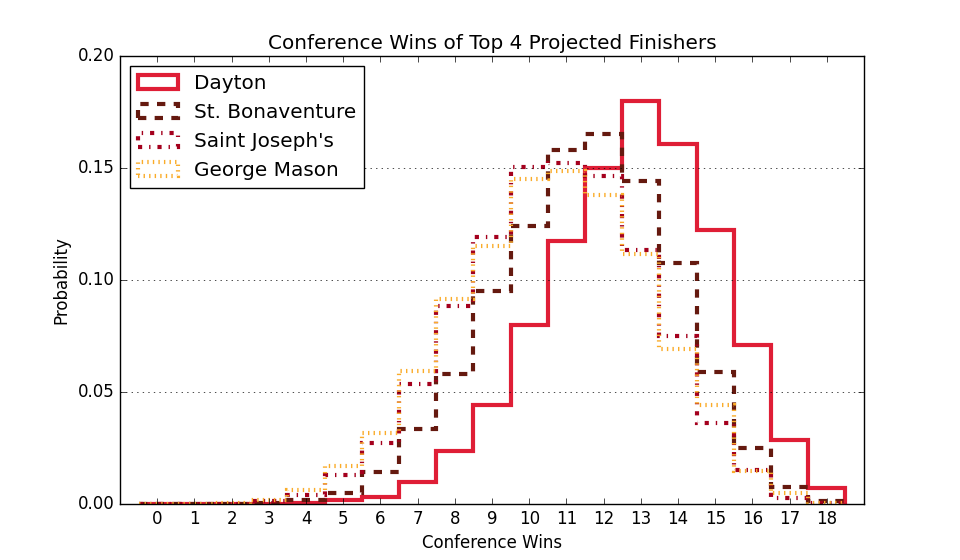 Conference Wins of Top 4 Projected Finishers
0.20
Dayton
St. Bonaventure
Saint Joseph's
George Mason
0.15
0.10
0.05
0.00
Probability
0 1 2 3 4 5 6 7 8 9 10 11 12 13 14 15 16 17 18
Conference Wins